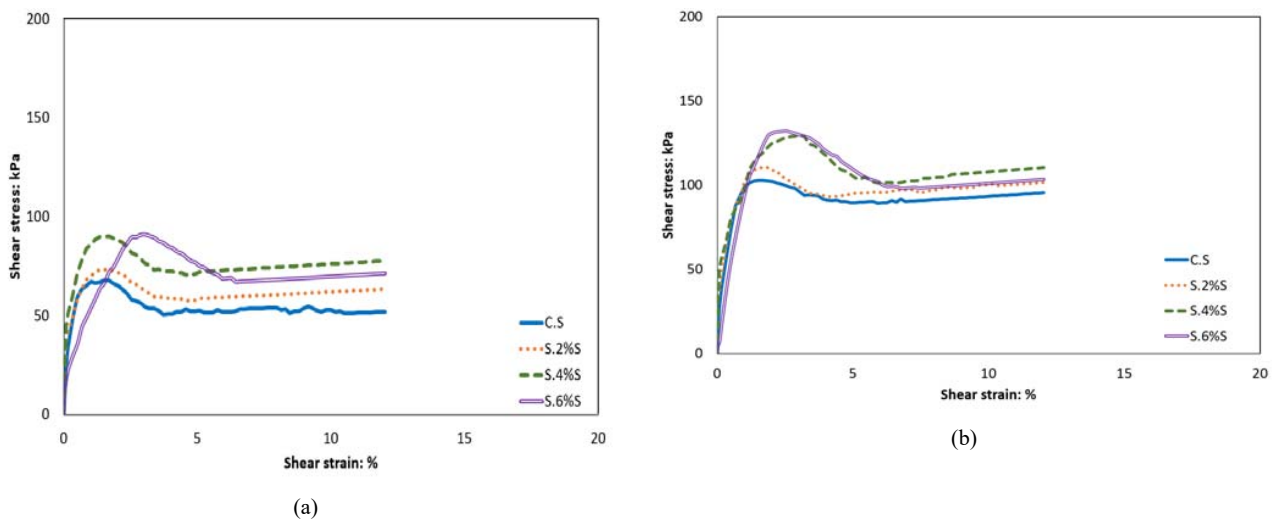 200
150
100
50
0
Shear stress: kPa
0 5 10 15 20
Shear strain: %
C.S
S.2%S
S.4%S
S.6%S
(a)
200
150
100
50
0
Shear stress: kPa
0 5 10 15 20
Shear strain: %
C.S
S.2%S
S.4%S
S.6%S
(b)